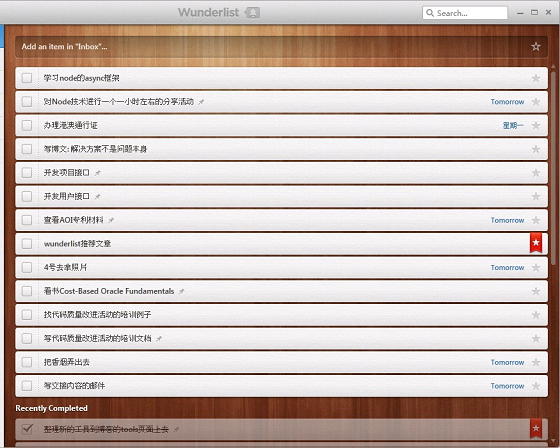 Wunderlist
Search...
Add an item in "Inbox"...
学习node的async框架
对Node技术进行一个一小时左右的分享活动 Tomorrow
办理港澳通行证 星期一
写博文: 解决方案不是问题本身
开发项目接口
开发用户接口
查看AOI专利材料 Tomorrow
wunderlist推荐文章
4号去拿照片 Tomorrow
看书Cost-Based Oracle Fundamentals
找代码质量改进活动的培训例子
写代码质量改进活动的培训文档
把香烟弄出去 Tomorrow
写交接内容的邮件 Tomorrow
Recently Completed
整理新的工具到博客的tools页面上去